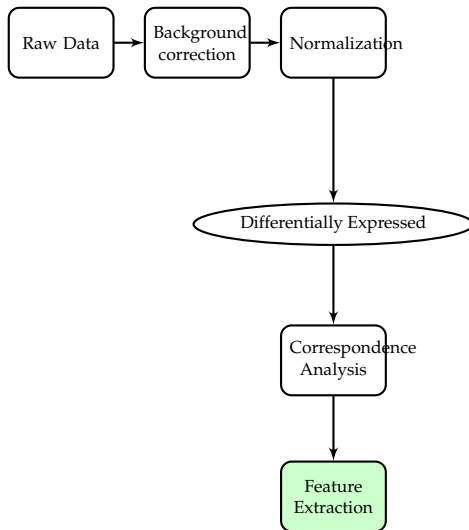 Raw Data
Background
correction
Normalization
Differentially Expressed
Correspondence
Analysis
Feature
Extraction